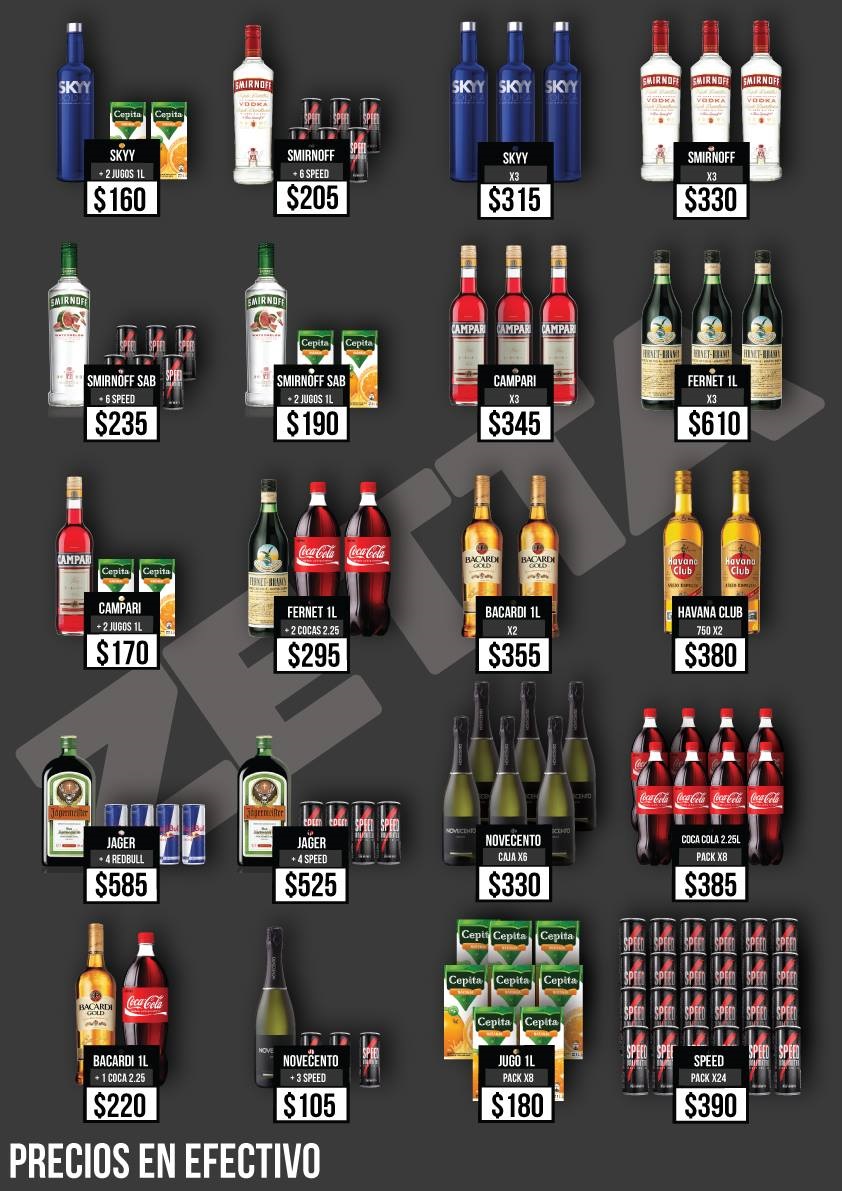 SKYY
+ 2 JUGOS 1L
$160
SMIRNOFF
+ 6 SPEED
$205
SKYY
X3
$315
SMIRNOFF
X3
$330
SMIRNOFF SAB
+ 6 SPEED
$235
SMIRNOFF SAB
+ 2 JUGOS 1L
$190
CAMPARI
X3
$345
FERNET 1L
X3
$610
CAMPARI
+ 2 JUGOS 1L
$170
FERNET 1L
+ 2 COCAS 2.25
$295
BACARDI 1L
X2
$355
HAVANA CLUB
750 X2
$380
JAGER
+ 4 REDBULL
$585
JAGER
+ 4 SPEED
$525
NOVECENTO
CAJA X6
$330
COCA COLA 2.25L
PACK X8
$385
BACARDI 1L
+ 1 COCA 2.25
$220
NOVECENTO
+ 3 SPEED
$105
JUGO 1L
PACK X8
$180
SPEED
PACK X24
$390
ZETTA
PRECIOS EN EFECTIVO